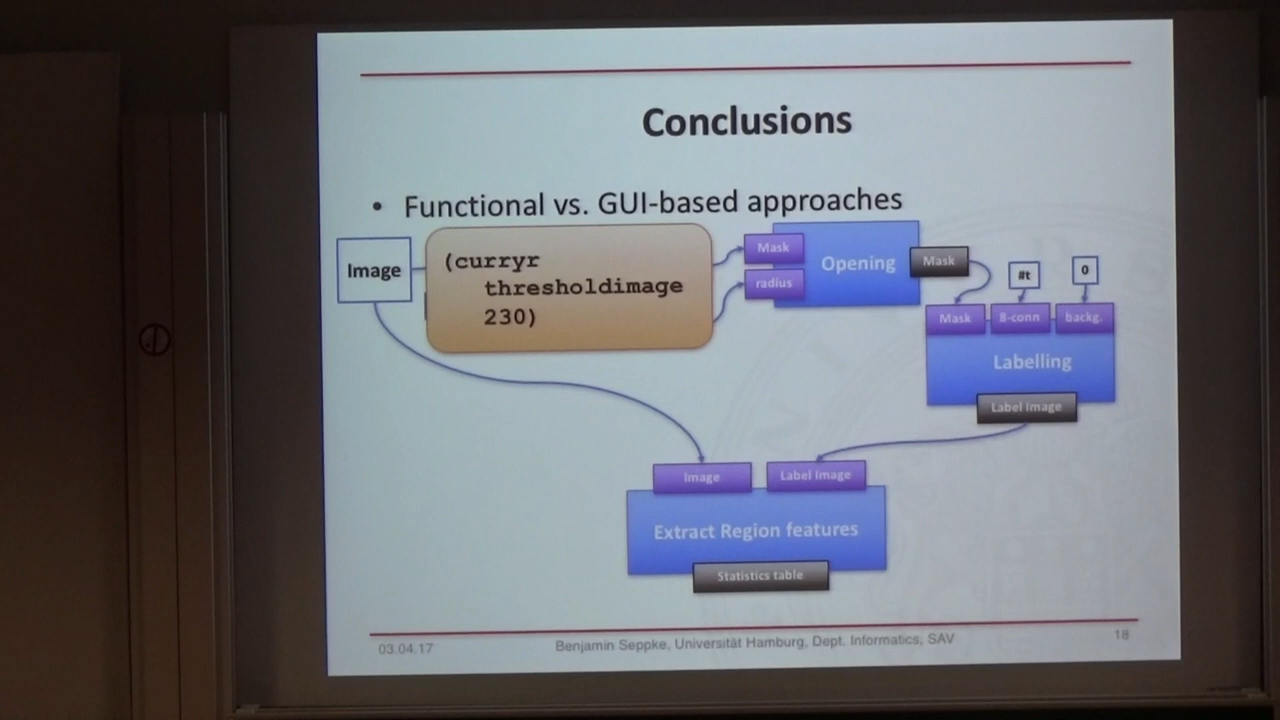 Conclusions
• Functional vs. GUI-based approaches
Image
(curryr
thresholdimage
230)
Mask
radius
Opening
Mask
#t
0
Mask
8-conn
backg.
Labelling
Label image
Image
Label image
Extract Region features
Statistics table
03.04.17
Benjamin Seppke, Universität Hamburg, Dept. Informatics, SAV
18